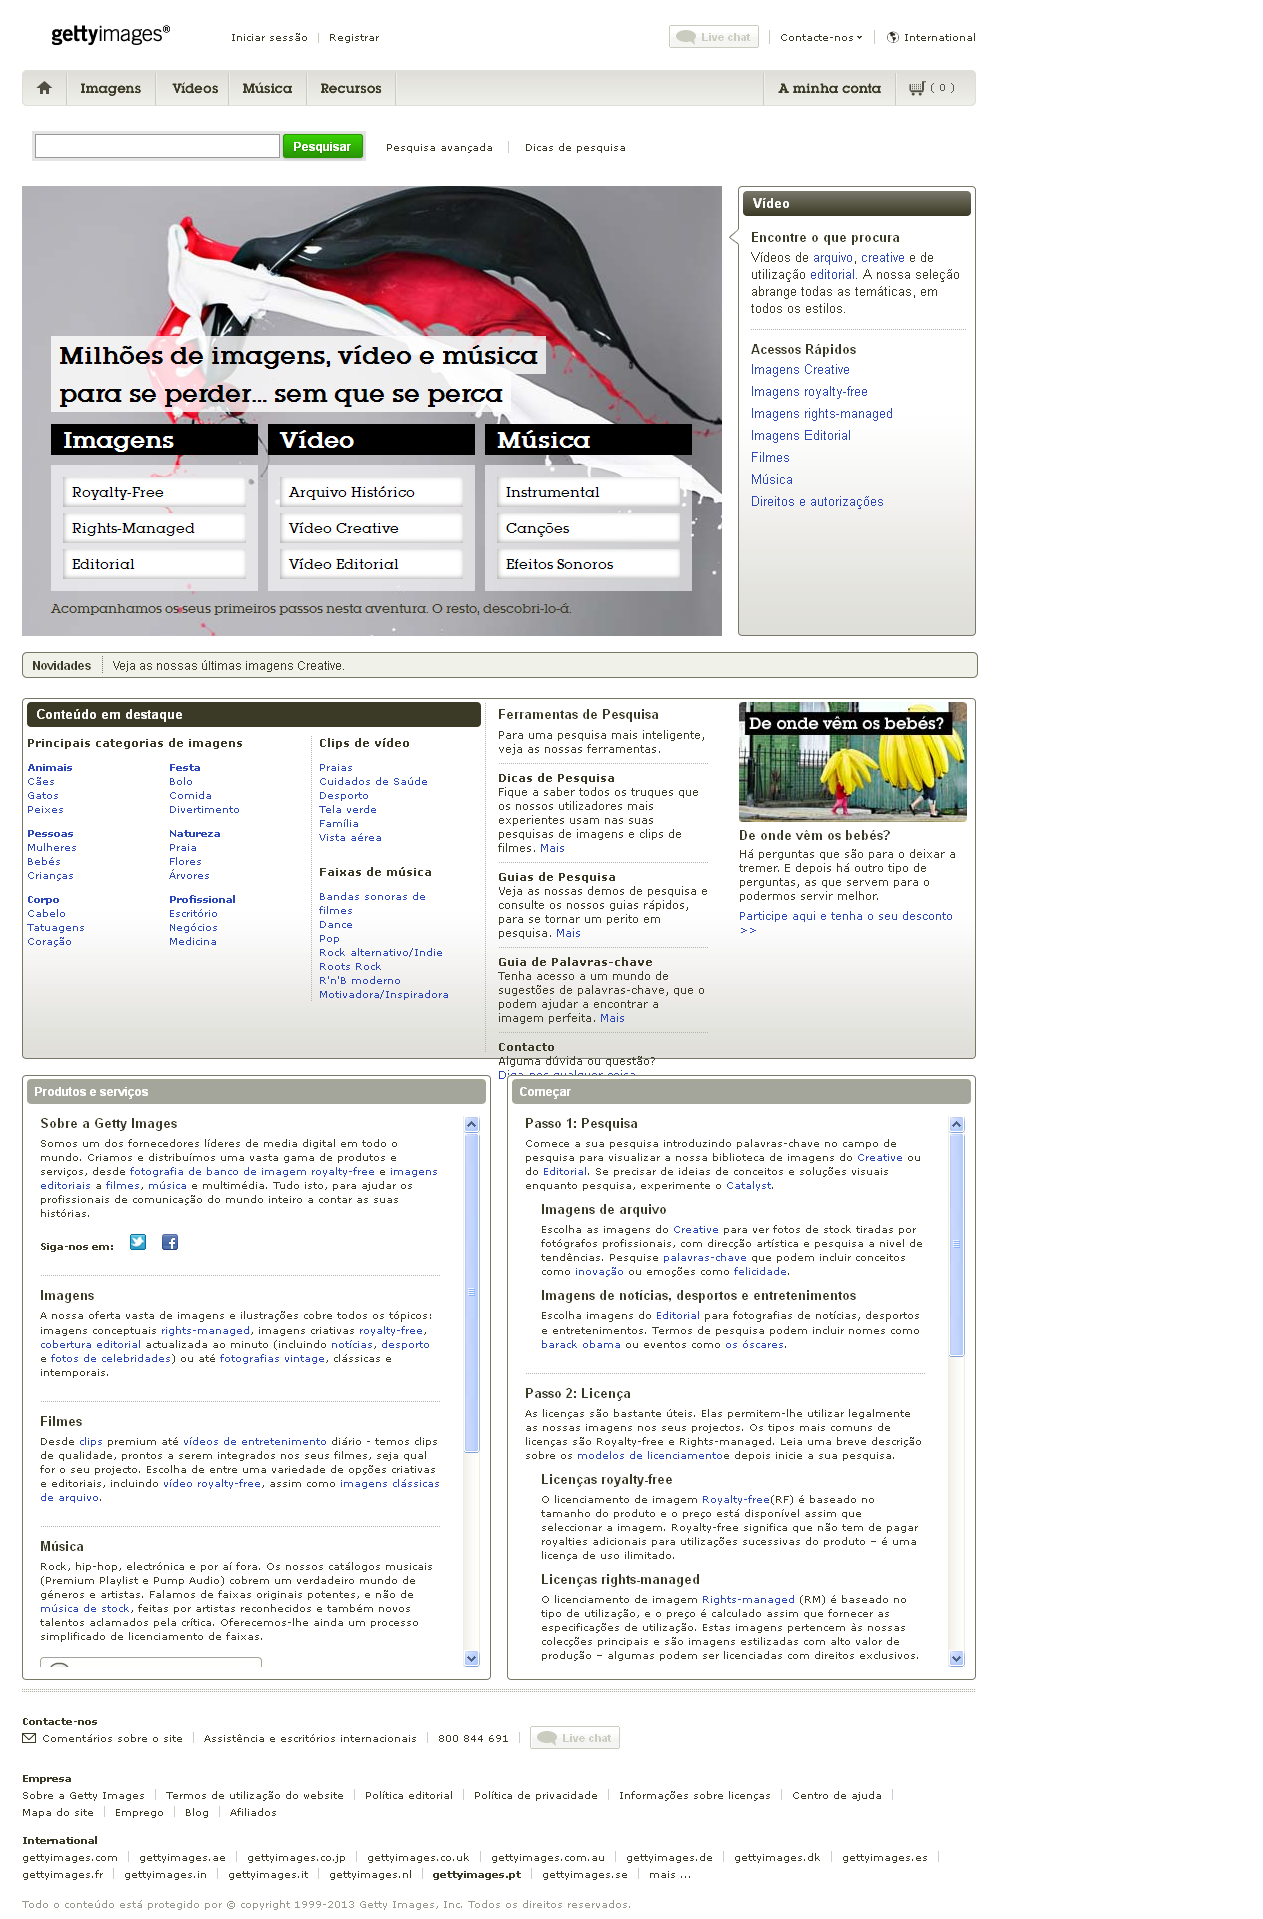 gettyimages®
Iniciar sessão
Registrar
Live chat
Contacte-nos
International
Imagens
Vídeos
Música
Recursos
A minha conta
( 0 )
Pesquisar
Pesquisa avançada
Dicas de pesquisa
Milhões de imagens, vídeo e música
para se perder... sem que se perca
Imagens
Royalty-Free
Rights-Managed
Editorial
Vídeo
Arquivo Histórico
Vídeo Creative
Vídeo Editorial
Música
Instrumental
Canções
Efeitos Sonoros
Acompanhamos os seus primeiros passos nesta aventura. O resto, descobri-lo-á.
Vídeo
Encontre o que procura
Vídeos de arquivo, creative e de
utilização editorial. A nossa seleção
abrange todas as temáticas, em
todos os estilos.
Acessos Rápidos
Imagens Creative
Imagens royalty-free
Imagens rights-managed
Imagens Editorial
Filmes
Música
Direitos e autorizações
Novidades
Veja as nossas últimas imagens Creative.
Conteúdo em destaque
Principais categorias de imagens
Animais
Cães
Gatos
Peixes
Pessoas
Mulheres
Bebés
Crianças
Corpo
Cabelo
Tatuagens
Coração
Festa
Bolo
Comida
Divertimento
Natureza
Praia
Flores
Árvores
Profissional
Escritório
Negócios
Medicina
Clips de vídeo
Praias
Cuidados de Saúde
Desporto
Tela verde
Família
Vista aérea
Faixas de música
Bandas sonoras de
filmes
Dance
Pop
Rock alternativo/Indie
Roots Rock
R'n'B moderno
Motivadora/Inspiradora
Ferramentas de Pesquisa
Para uma pesquisa mais inteligente,
veja as nossas ferramentas.
Dicas de Pesquisa
Fique a saber todos os truques que
os nossos utilizadores mais
experientes usam nas suas
pesquisas de imagens e clips de
filmes. Mais
Guias de Pesquisa
Veja as nossas demos de pesquisa e
consulte os nossos guias rápidos,
para se tornar um perito em
pesquisa. Mais
Guia de Palavras-chave
Tenha acesso a um mundo de
sugestões de palavras-chave, que o
podem ajudar a encontrar a
imagem perfeita. Mais
Contacto
Alguma dúvida ou questão?
Diga-nos qualquer coisa
De onde vêm os bebés?
De onde vêm os bebés?
Há perguntas que são para o deixar a
tremer. E depois há outro tipo de
perguntas, as que servem para o
podermos servir melhor.
Participe aqui e tenha o seu desconto
>>
Produtos e serviços
Sobre a Getty Images
Somos um dos fornecedores líderes de media digital em todo o
mundo. Criamos e distribuímos uma vasta gama de produtos e
serviços, desde fotografia de banco de imagem royalty-free e imagens
editoriais a filmes, música e multimédia. Tudo isto, para ajudar os
profissionais de comunicação do mundo inteiro a contar as suas
histórias.
Siga-nos em:
Imagens
A nossa oferta vasta de imagens e ilustrações cobre todos os tópicos:
imagens conceptuais rights-managed, imagens criativas royalty-free,
cobertura editorial actualizada ao minuto (incluindo notícias, desporto
e fotos de celebridades) ou até fotografias vintage, clássicas e
intemporais.
Filmes
Desde clips premium até vídeos de entretenimento diário - temos clips
de qualidade, prontos a serem integrados nos seus filmes, seja qual
for o seu projecto. Escolha de entre uma variedade de opções criativas
e editoriais, incluindo vídeo royalty-free, assim como imagens clássicas
de arquivo.
Música
Rock, hip-hop, electrónica e por aí fora. Os nossos catálogos musicais
(Premium Playlist e Pump Audio) cobrem um verdadeiro mundo de
géneros e artistas. Falamos de faixas originais potentes, e não de
música de stock, feitas por artistas reconhecidos e também novos
talentos aclamados pela crítica. Oferecemos-lhe ainda um processo
simplificado de licenciamento de faixas.
Começar
Passo 1: Pesquisa
Comece a sua pesquisa introduzindo palavras-chave no campo de
pesquisa para visualizar a nossa biblioteca de imagens do Creative ou
do Editorial. Se precisar de ideias de conceitos e soluções visuais
enquanto pesquisa, experimente o Catalyst.
Imagens de arquivo
Escolha as imagens do Creative para ver fotos de stock tiradas por
fotógrafos profissionais, com direcção artística e pesquisa a nivel de
tendências. Pesquise palavras-chave que podem incluir conceitos
como inovação ou emoções como felicidade.
Imagens de notícias, desportos e entretenimentos
Escolha imagens do Editorial para fotografias de notícias, desportos
e entretenimentos. Termos de pesquisa podem incluir nomes como
barack obama ou eventos como os óscares.
Passo 2: Licença
As licenças são bastante úteis. Elas permitem-lhe utilizar legalmente
as nossas imagens nos seus projectos. Os tipos mais comuns de
licenças são Royalty-free e Rights-managed. Leia uma breve descrição
sobre os modelos de licenciamentoe depois inicie a sua pesquisa.
Licenças royalty-free
O licenciamento de imagem Royalty-free(RF) é baseado no
tamanho do produto e o preço está disponível assim que
seleccionar a imagem. Royalty-free significa que não tem de pagar
royalties adicionais para utilizações sucessivas do produto – é uma
licença de uso ilimitado.
Licenças rights-managed
O licenciamento de imagem Rights-managed (RM) é baseado no
tipo de utilização, e o preço é calculado assim que fornecer as
especificações de utilização. Estas imagens pertencem às nossas
colecções principais e são imagens estilizadas com alto valor de
produção – algumas podem ser licenciadas com direitos exclusivos.
Contacte-nos
Comentários sobre o site
Assistência e escritórios internacionais
800 844 691
Live chat
Empresa
Sobre a Getty Images
Termos de utilização do website
Política editorial
Política de privacidade
Informações sobre licenças
Centro de ajuda
Mapa do site
Emprego
Blog
Afiliados
International
gettyimages.com
gettyimages.ae
gettyimages.co.jp
gettyimages.co.uk
gettyimages.com.au
gettyimages.de
gettyimages.dk
gettyimages.es
gettyimages.fr
gettyimages.in
gettyimages.it
gettyimages.nl
gettyimages.pt
gettyimages.se
mais ...
Todo o conteúdo está protegido por © copyright 1999-2013 Getty Images, Inc. Todos os direitos reservados.